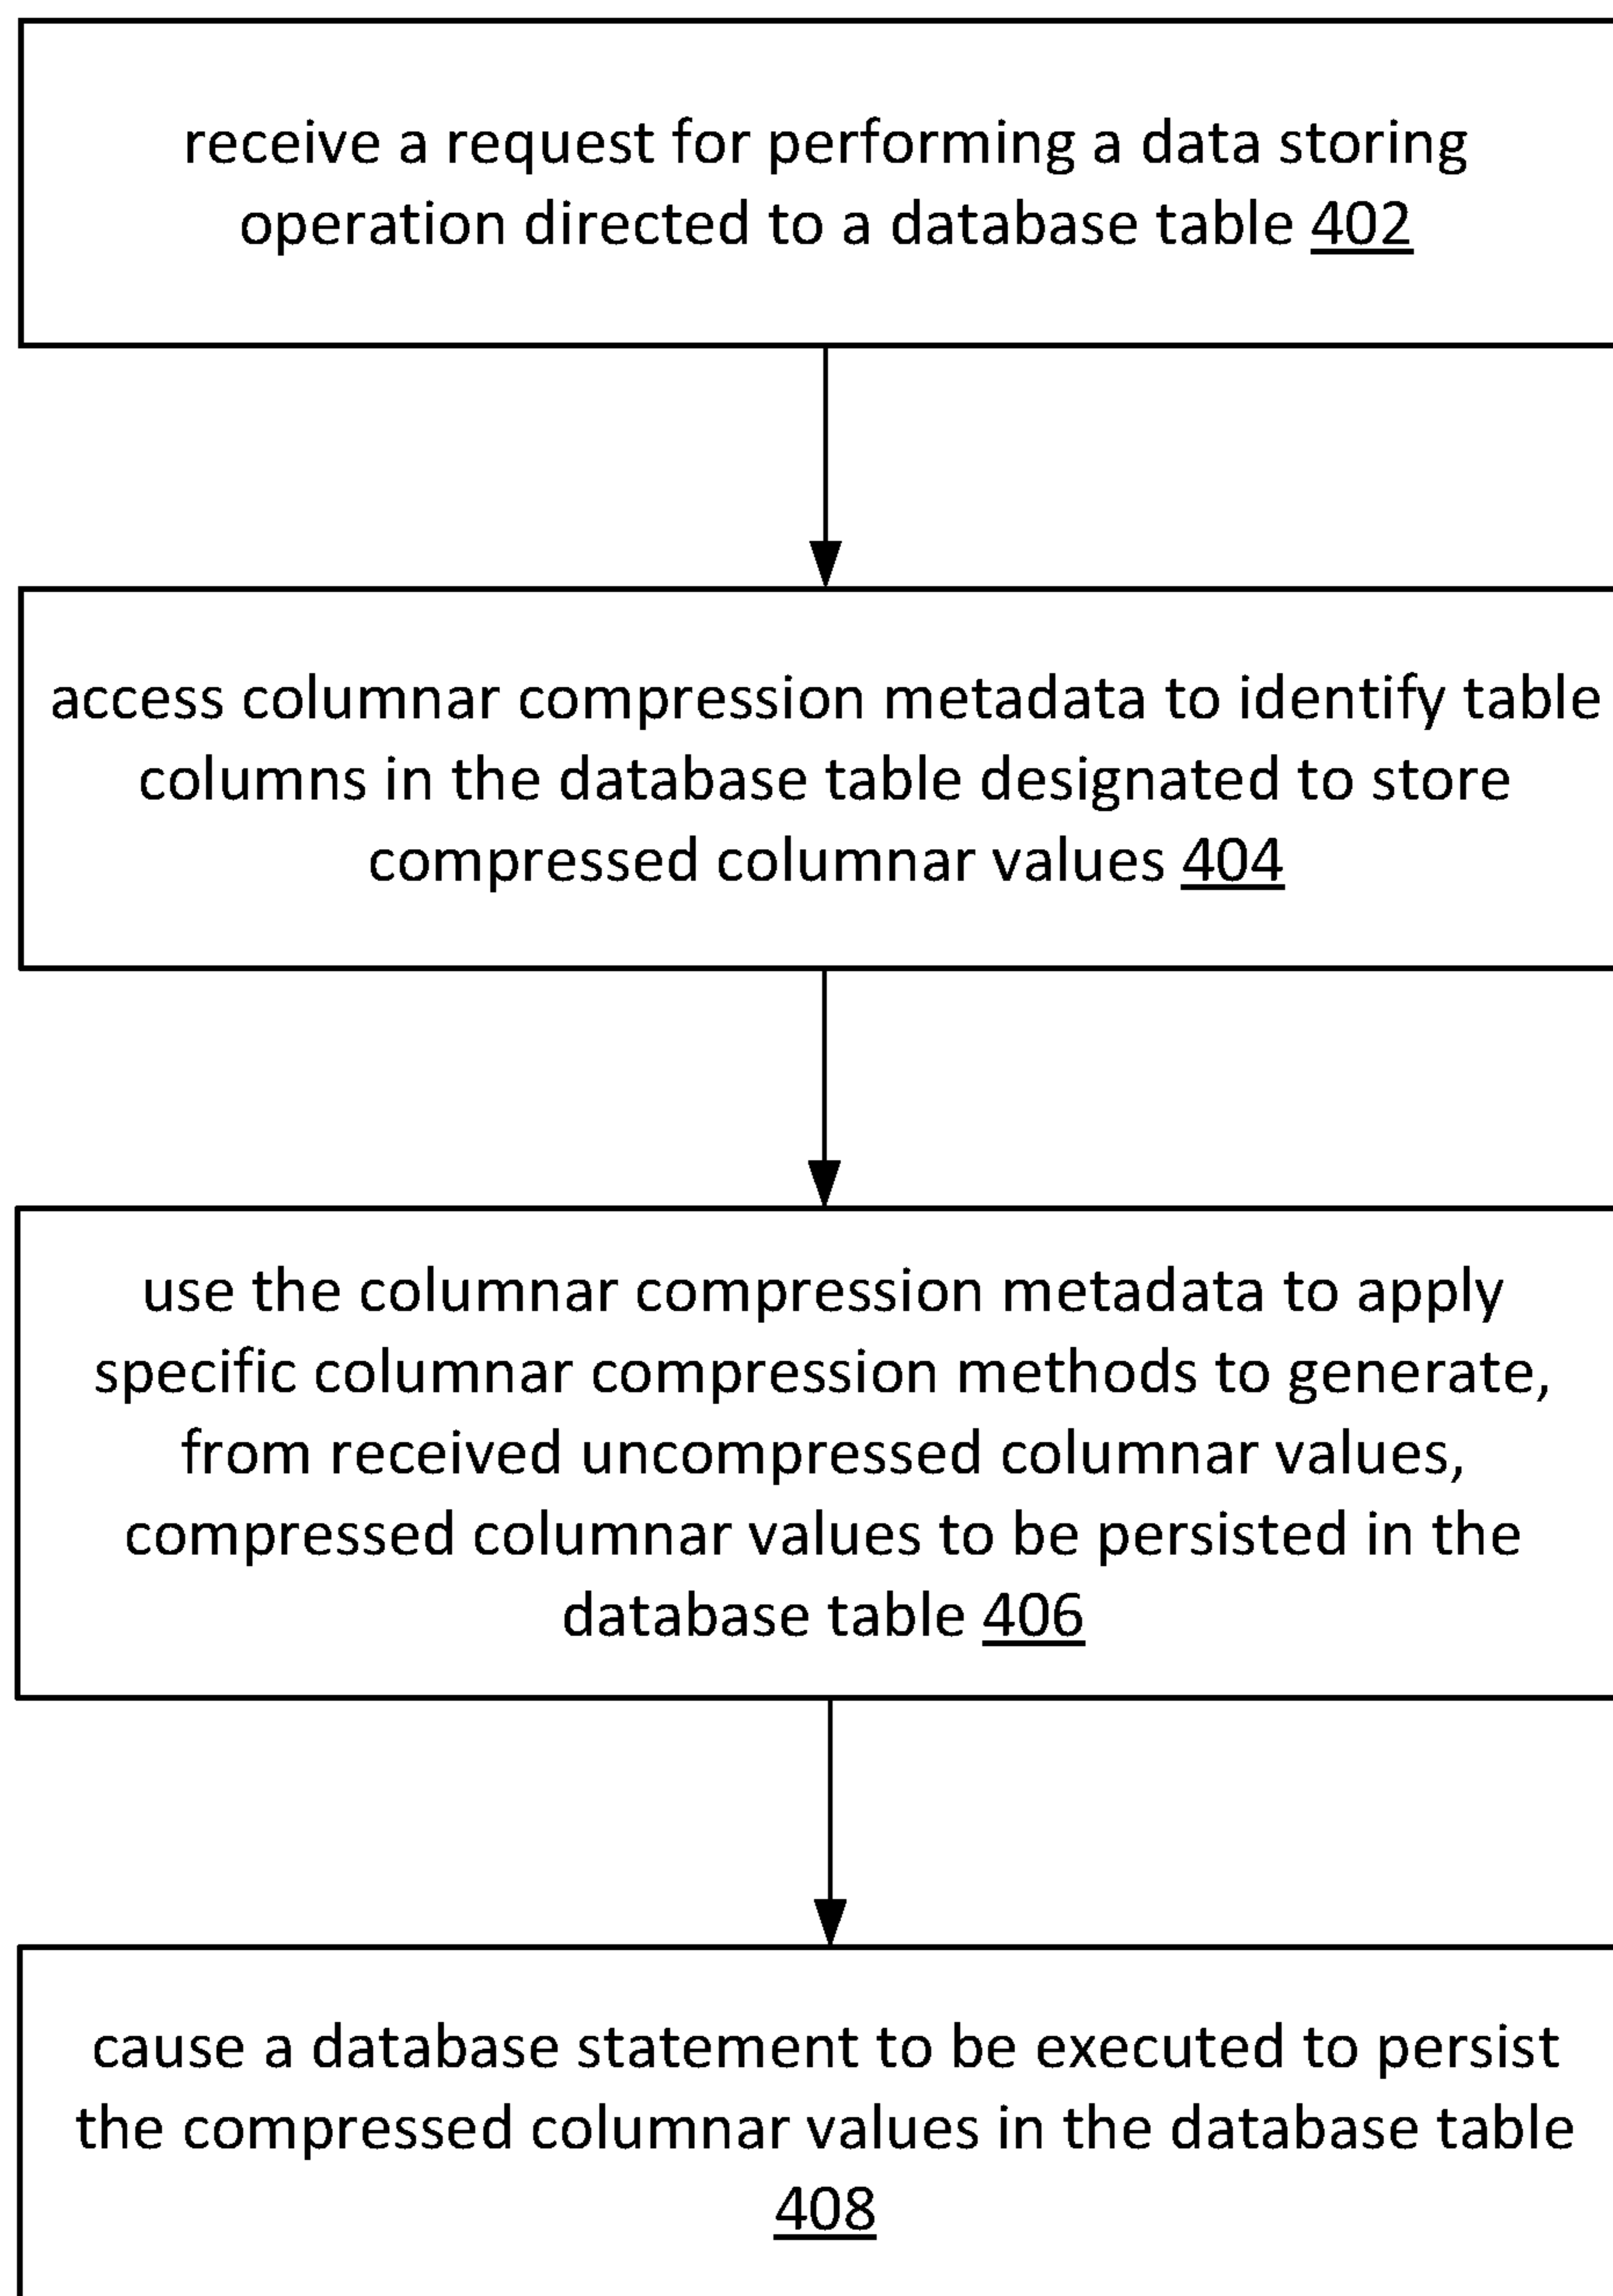 receive a request for performing a data storing
operation directed to a database table 402
access columnar compression metadata to identify table
columns in the database table designated to store
compressed columnar values 404
use the columnar compression metadata to apply
specific columnar compression methods to generate,
from received uncompressed columnar values,
compressed columnar values to be persisted in the
database table 406
cause a database statement to be executed to persist
the compressed columnar values in the database table
408